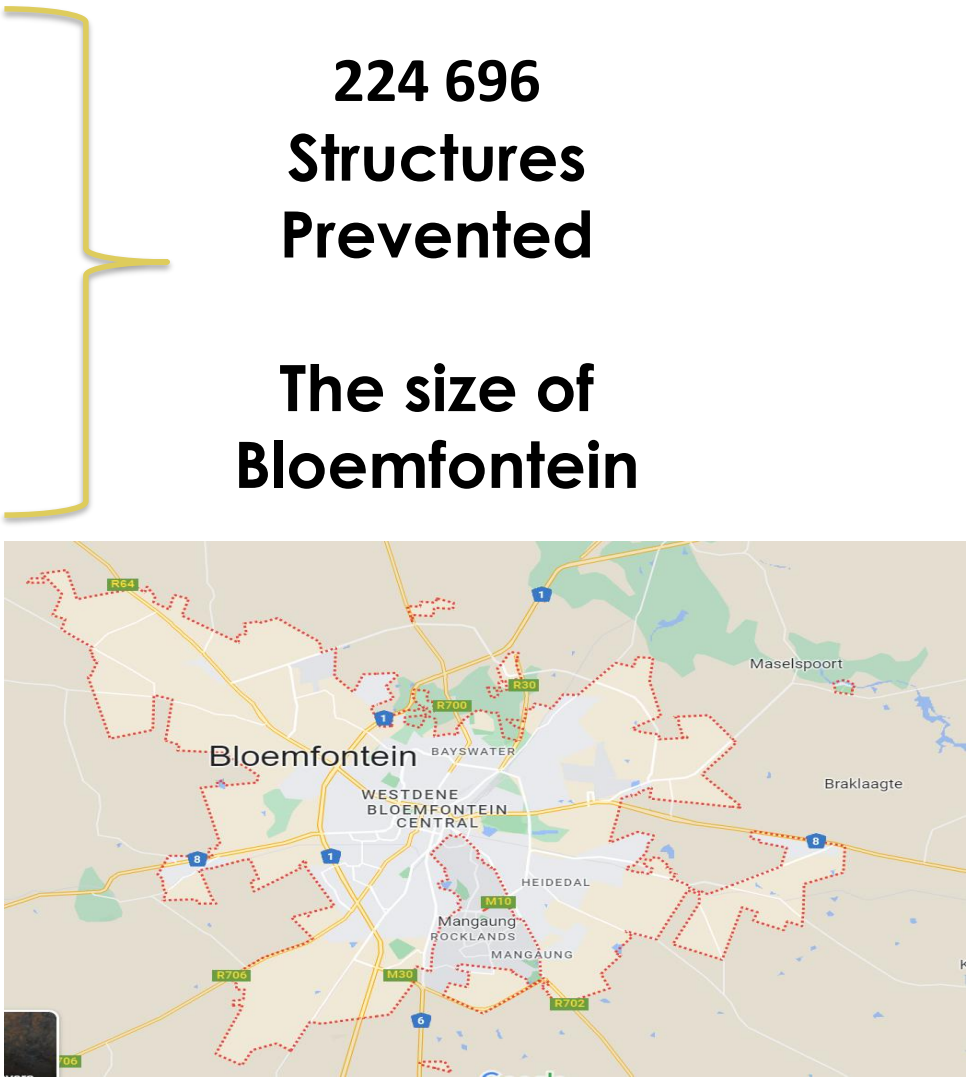 224 696
Structures
Prevented
The size of
Bloemfontein
R64
1
Maselspoort
R30
R700
1
Bloemfontein
BAYSWATER
Braklaagte
WESTDENE
BLOEMFONTEIN
CENTRAL
8
8
1
HEIDEDAL
M10
Mangaung
ROCKLANDS
MANGAUNG
R706
M30
R702
6